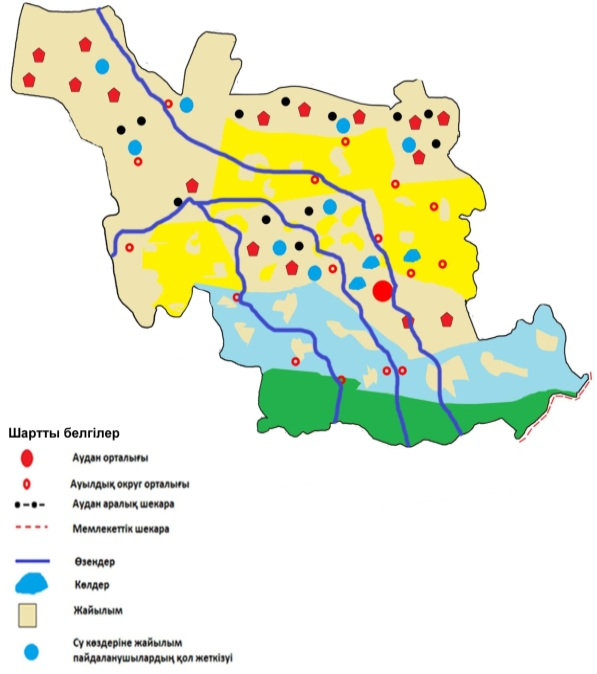 Шартты белгілер
Аудан орталығы
Ауылдық округ орталығы
Аудан аралық шекара
Мемлекеттік шекара
Өзендер
Көлдер
Жайылым
Су көздеріне жайылым
пайдаланушылардың қол жеткізуі